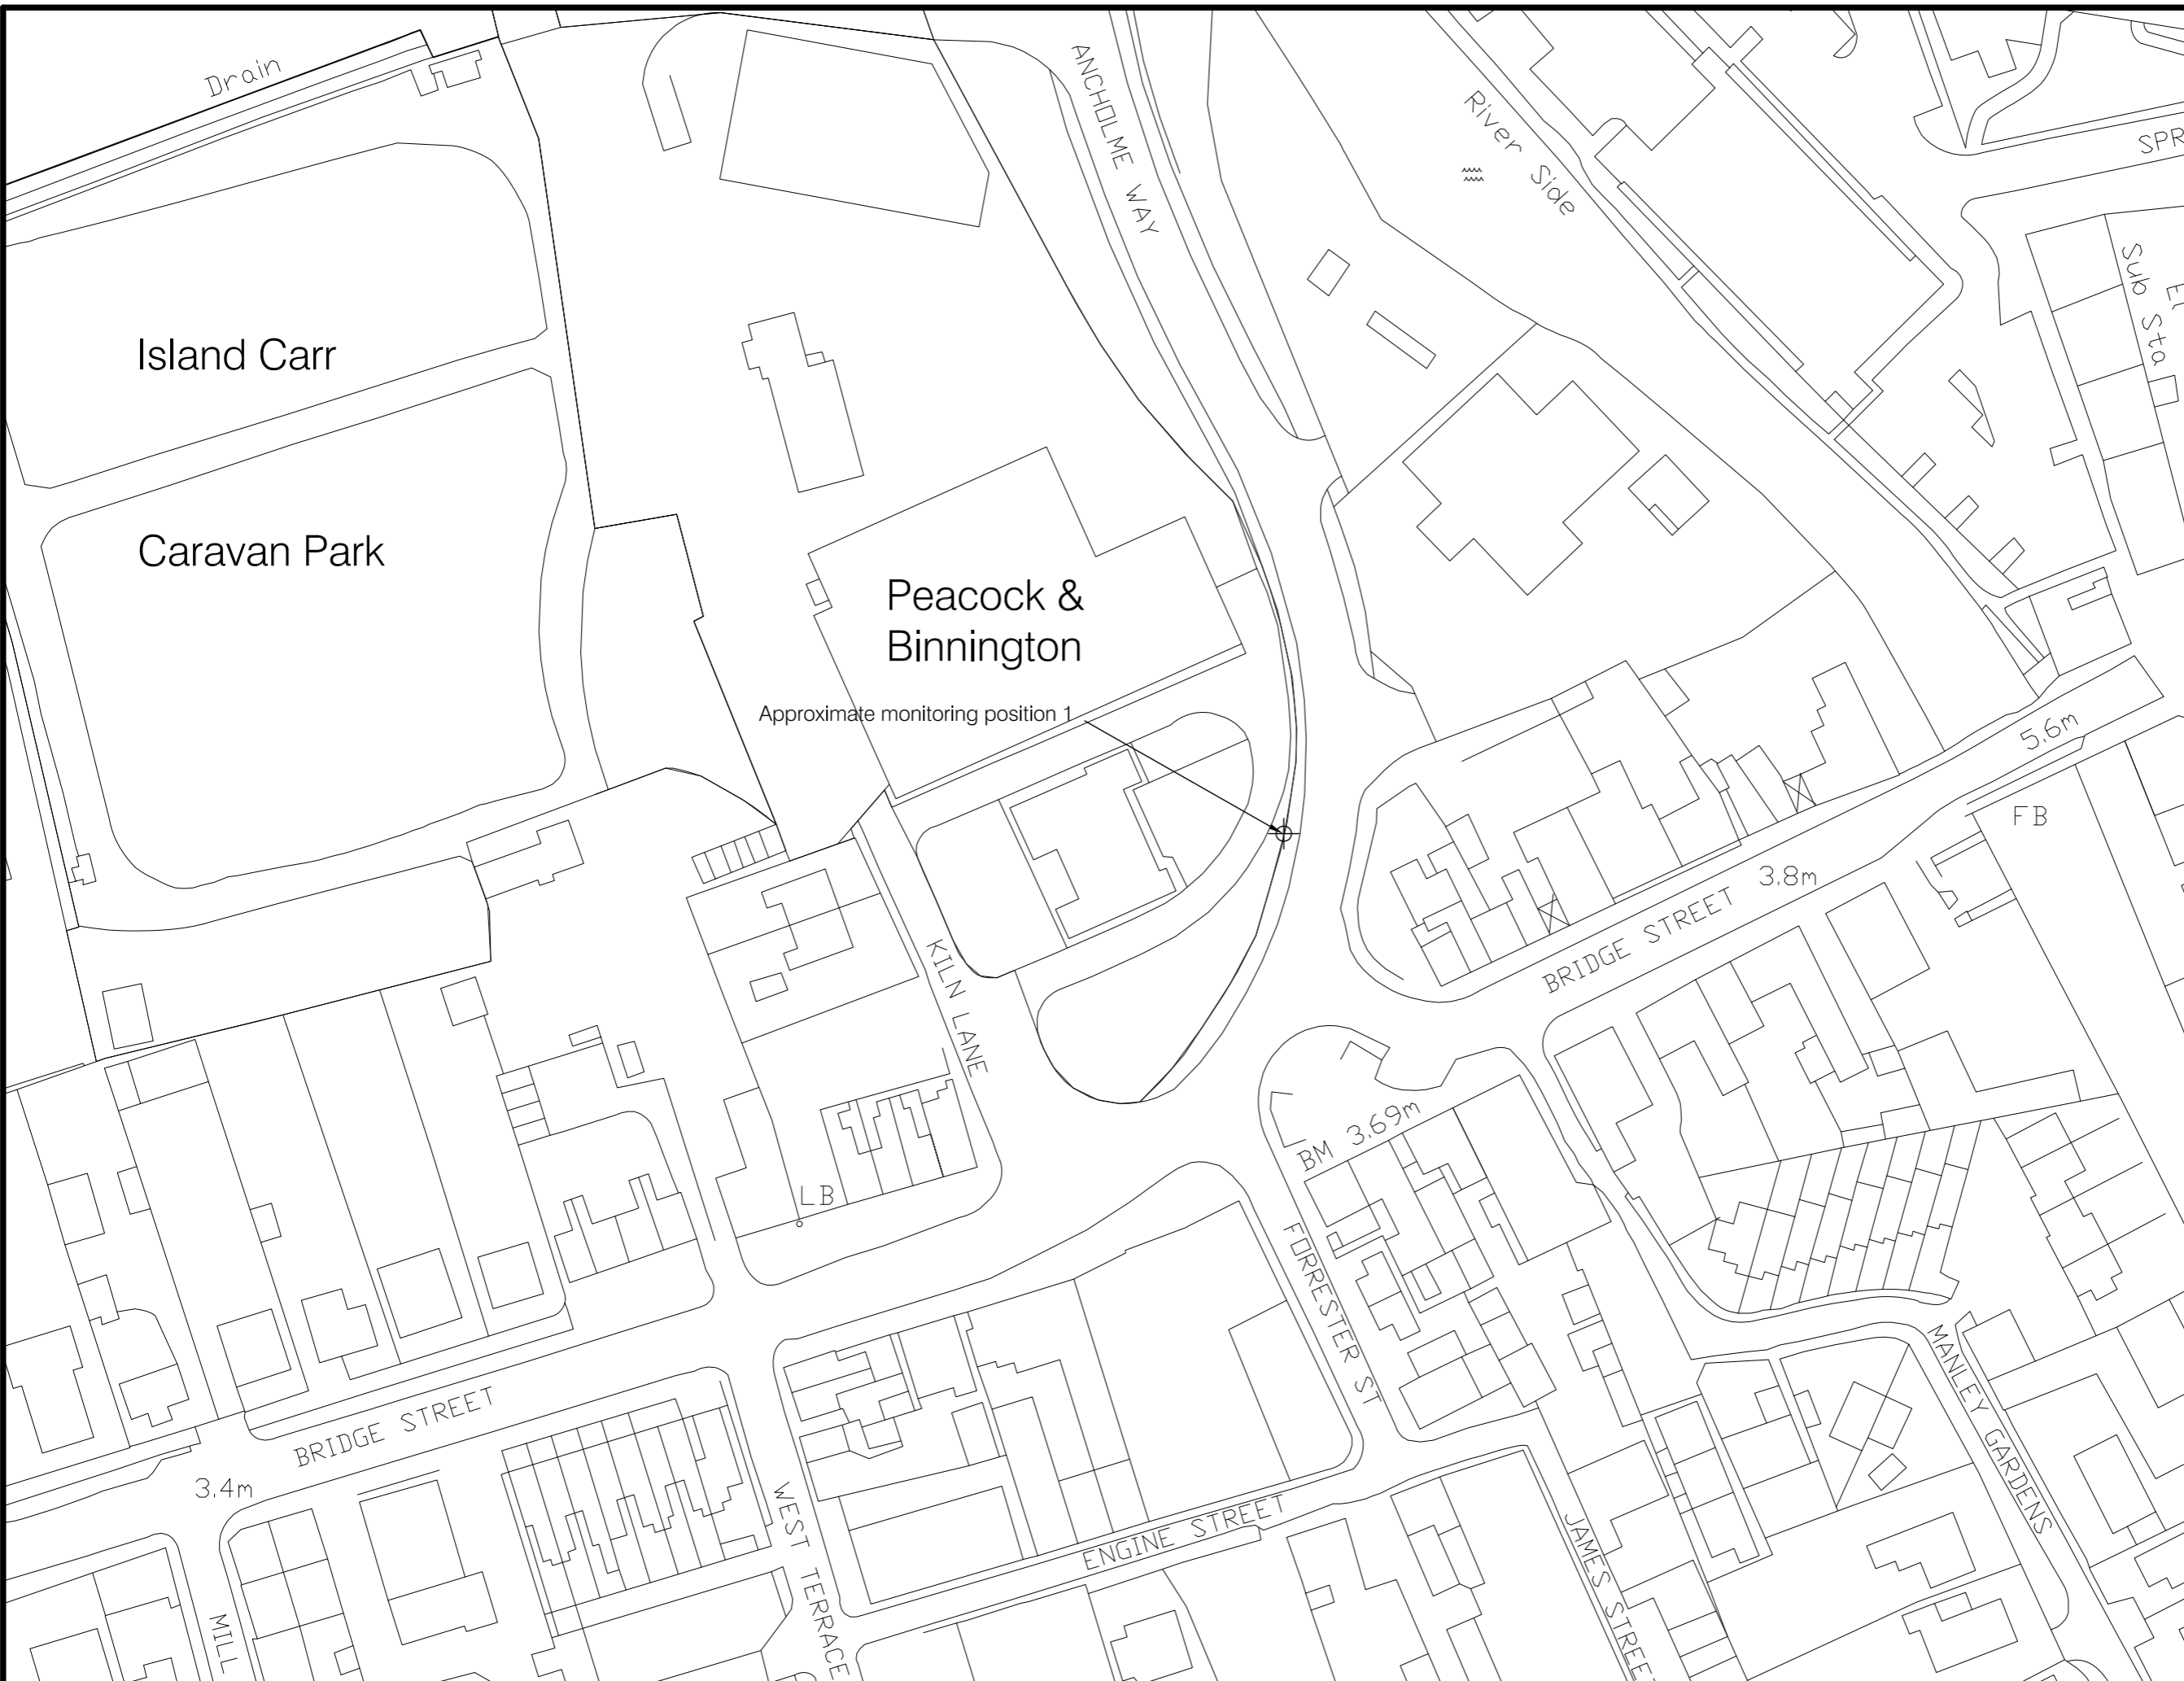 Drain
ANCHOLME WAY
River Side
SPR
Sub Sta
El
Island Carr
Caravan Park
Peacock &
Binnington
Approximate monitoring position 1
5.6m
FB
3.8m
BRIDGE STREET
KILN LANE
BM 3.69m
LB
FORRESTER ST
MANLEY GARDENS
BRIDGE STREET
3.4m
WEST TERRACE
ENGINE STREET
JAMES STREET
MILL